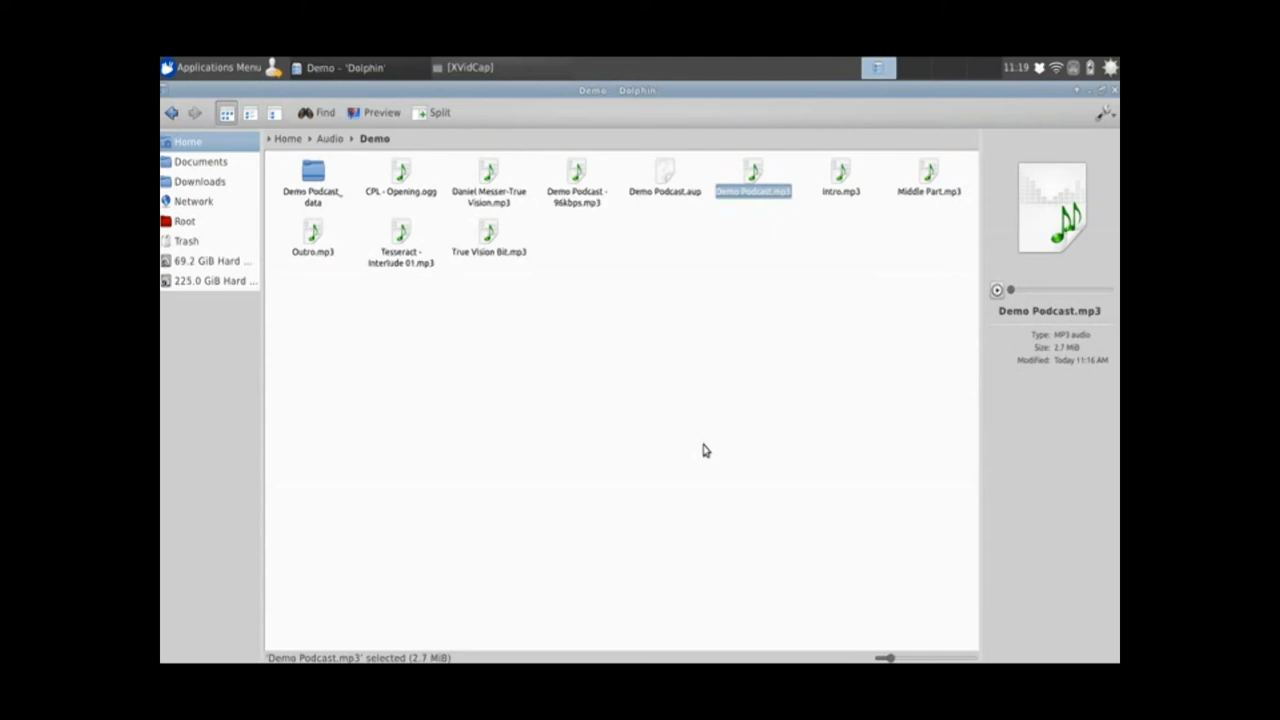 Applications Menu
Demo - 'Dolphin'
[XVidCap]
11:19
Demo - Dolphin
Find
Preview
Split
Home
Documents
Downloads
Network
Root
Trash
69.2 GiB Hard ...
225.0 GiB Hard ...
Home
Audio
Demo
Demo Podcast_
data
CPL - Opening.ogg
Daniel Messer-True
Vision.mp3
Demo Podcast -
96kbps.mp3
Demo Podcast.aup
Demo Podcast.mp3
Intro.mp3
Middle Part.mp3
Outro.mp3
Tesseract -
Interlude 01.mp3
True Vision Bit.mp3
Demo Podcast.mp3
Type: MP3 audio
Size: 2.7 MiB
Modified: Today 11:16 AM
'Demo Podcast.mp3' selected (2.7 MiB)